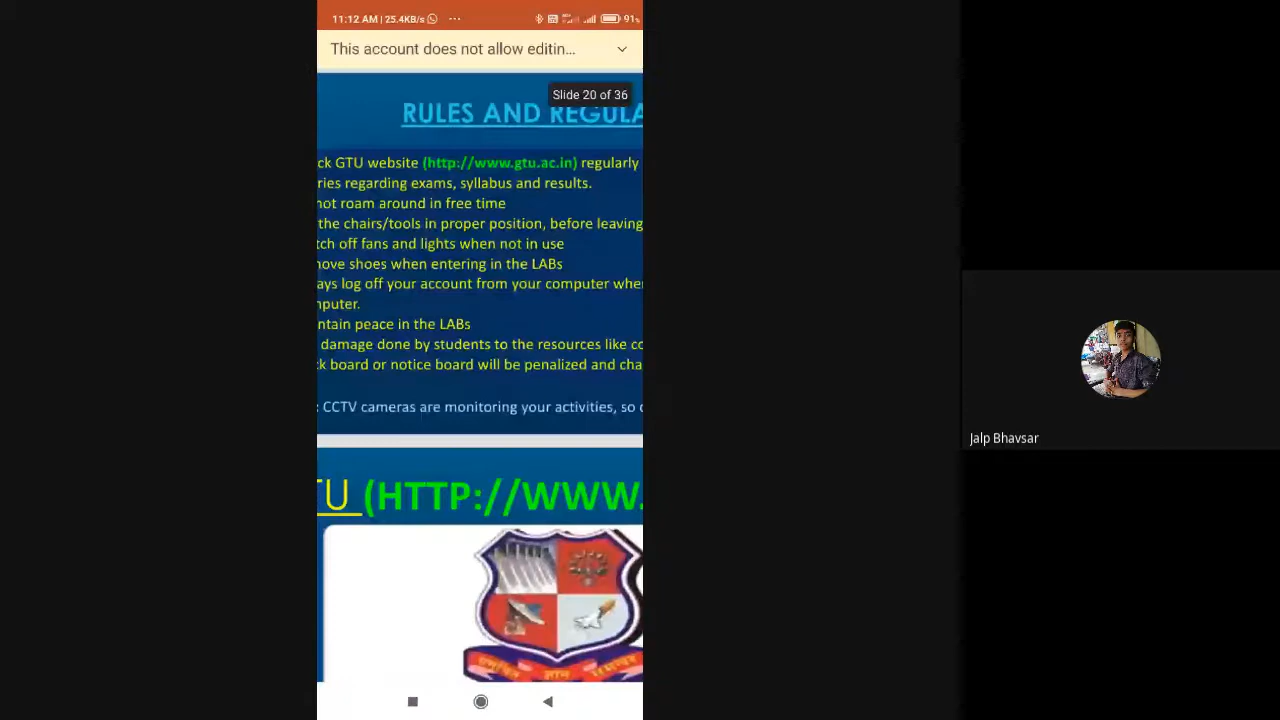 11:12 AM | 25.4KB/s ...
91%
This account does not allow editin...
Slide 20 of 36
RULES AND REGULA
ck GTU website (http://www.gtu.ac.in) regularly
ries regarding exams, syllabus and results.
not roam around in free time
the chairs/tools in proper position, before leaving
tch off fans and lights when not in use
nove shoes when entering in the LABs
ays log off your account from your computer whe
nputer.
ntain peace in the LABs
damage done by students to the resources like co
ck board or notice board will be penalized and cha
: CCTV cameras are monitoring your activities, so
TU (HTTP://WWW.
Jalp Bhavsar